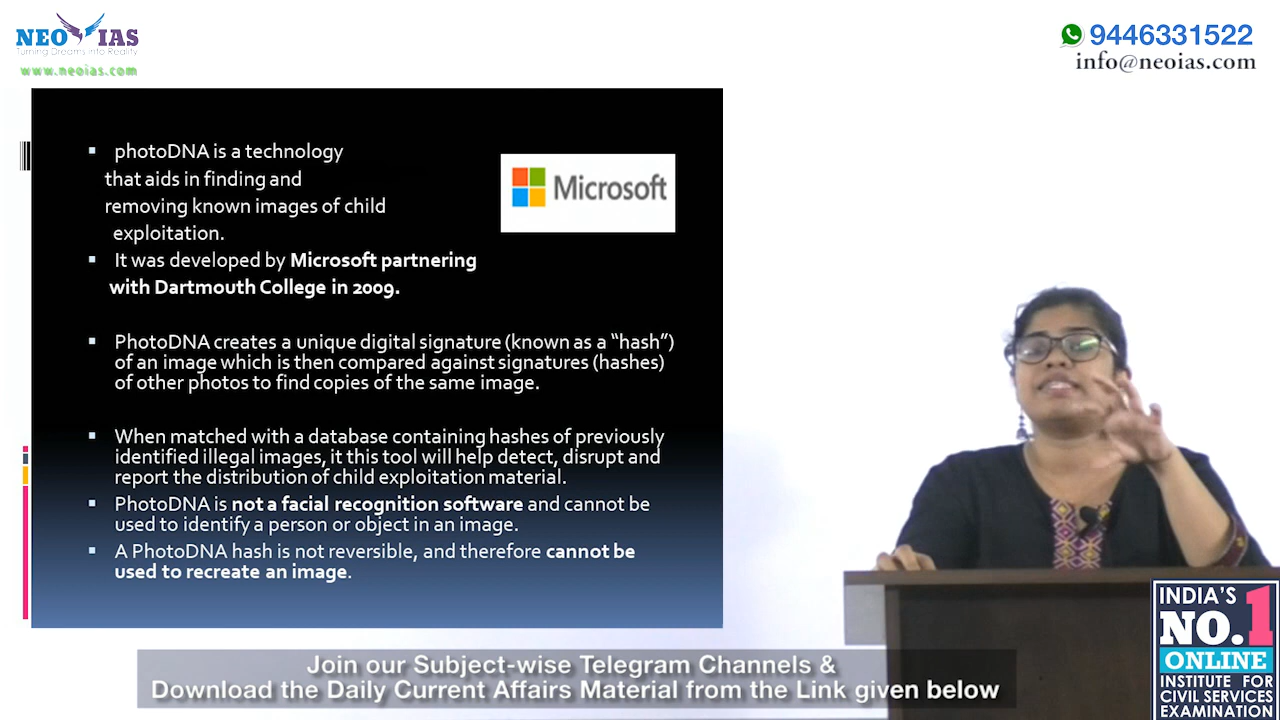 NEO IAS
Turning Dreams into Reality
www.neoias.com
9446331522
info@neoias.com
▪ photoDNA is a technology
that aids in finding and
removing known images of child
exploitation.
Microsoft
▪ It was developed by Microsoft partnering
with Dartmouth College in 2009.
▪ PhotoDNA creates a unique digital signature (known as a “hash”)
of an image which is then compared against signatures (hashes)
of other photos to find copies of the same image.
▪ When matched with a database containing hashes of previously
identified illegal images, it this tool will help detect, disrupt and
report the distribution of child exploitation material.
▪ PhotoDNA is not a facial recognition software and cannot be
used to identify a person or object in an image.
▪ A PhotoDNA hash is not reversible, and therefore cannot be
used to recreate an image.
INDIA'S
NO.1
ONLINE
INSTITUTE FOR
CIVIL SERVICES
EXAMINATION
Join our Subject-wise Telegram Channels &
Download the Daily Current Affairs Material from the Link given below